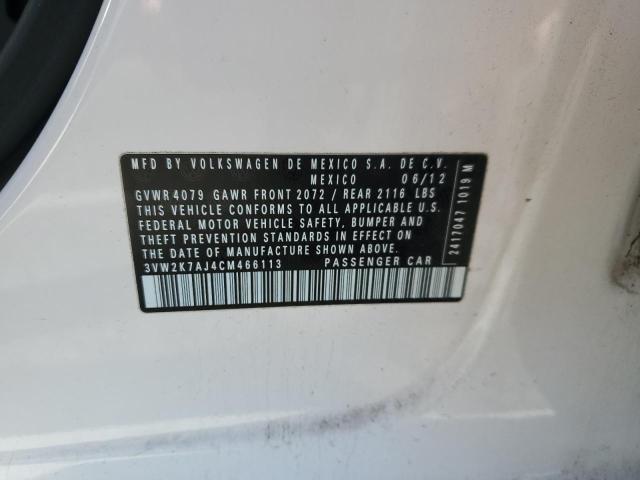 MFD BY VOLKSWAGEN DE MEXICO S.A. DE C.V.
MEXICO 06/12
GVWR 4079 GAWR FRONT 2072 / REAR 2116 LBS
THIS VEHICLE CONFORMS TO ALL APPLICABLE U.S.
FEDERAL MOTOR VEHICLE SAFETY, BUMPER AND
THEFT PREVENTION STANDARDS IN EFFECT ON
THE DATE OF MANUFACTURE SHOWN ABOVE.
3VW2K7AJ4CM466113 PASSENGER CAR
2417047 1019 M